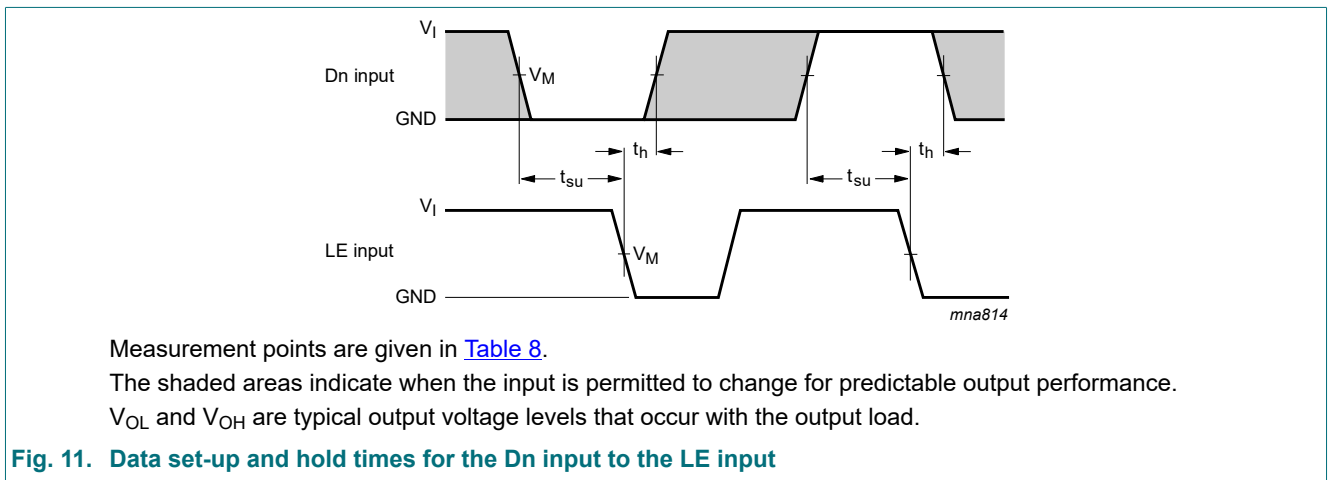 VI
Dn input
VM
GND
th
th
tsu
tsu
VI
LE input
VM
GND
mna814
Measurement points are given in Table 8.
The shaded areas indicate when the input is permitted to change for predictable output performance.
VOL and VOH are typical output voltage levels that occur with the output load.
Fig. 11. Data set-up and hold times for the Dn input to the LE input